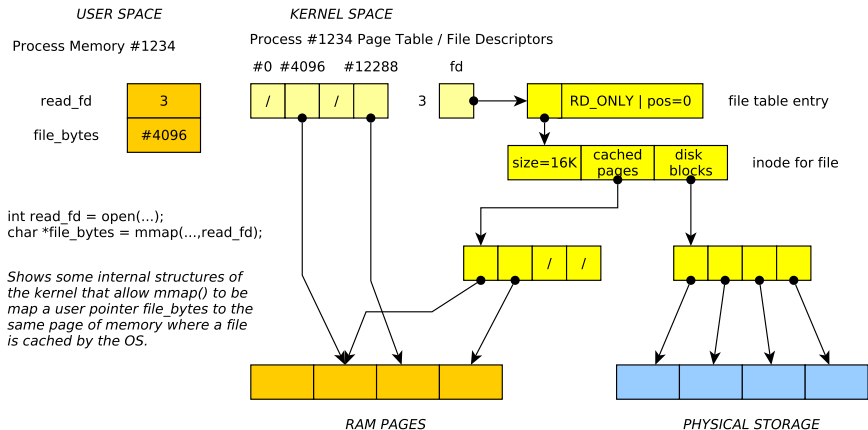 USER SPACE
KERNEL SPACE
Process Memory #1234
Process #1234 Page Table / File Descriptors
#0 #4096 #12288 fd
read_fd 3
/ /
3
RD_ONLY | pos=0
file table entry
file_bytes #4096
size=16K
cached
pages
disk
blocks
inode for file
int read_fd = open(...);
char *file_bytes = mmap(...,read_fd);
/ /
Shows some internal structures of
the kernel that allow mmap() to be
map a user pointer file_bytes to the
same page of memory where a file
is cached by the OS.
RAM PAGES
PHYSICAL STORAGE